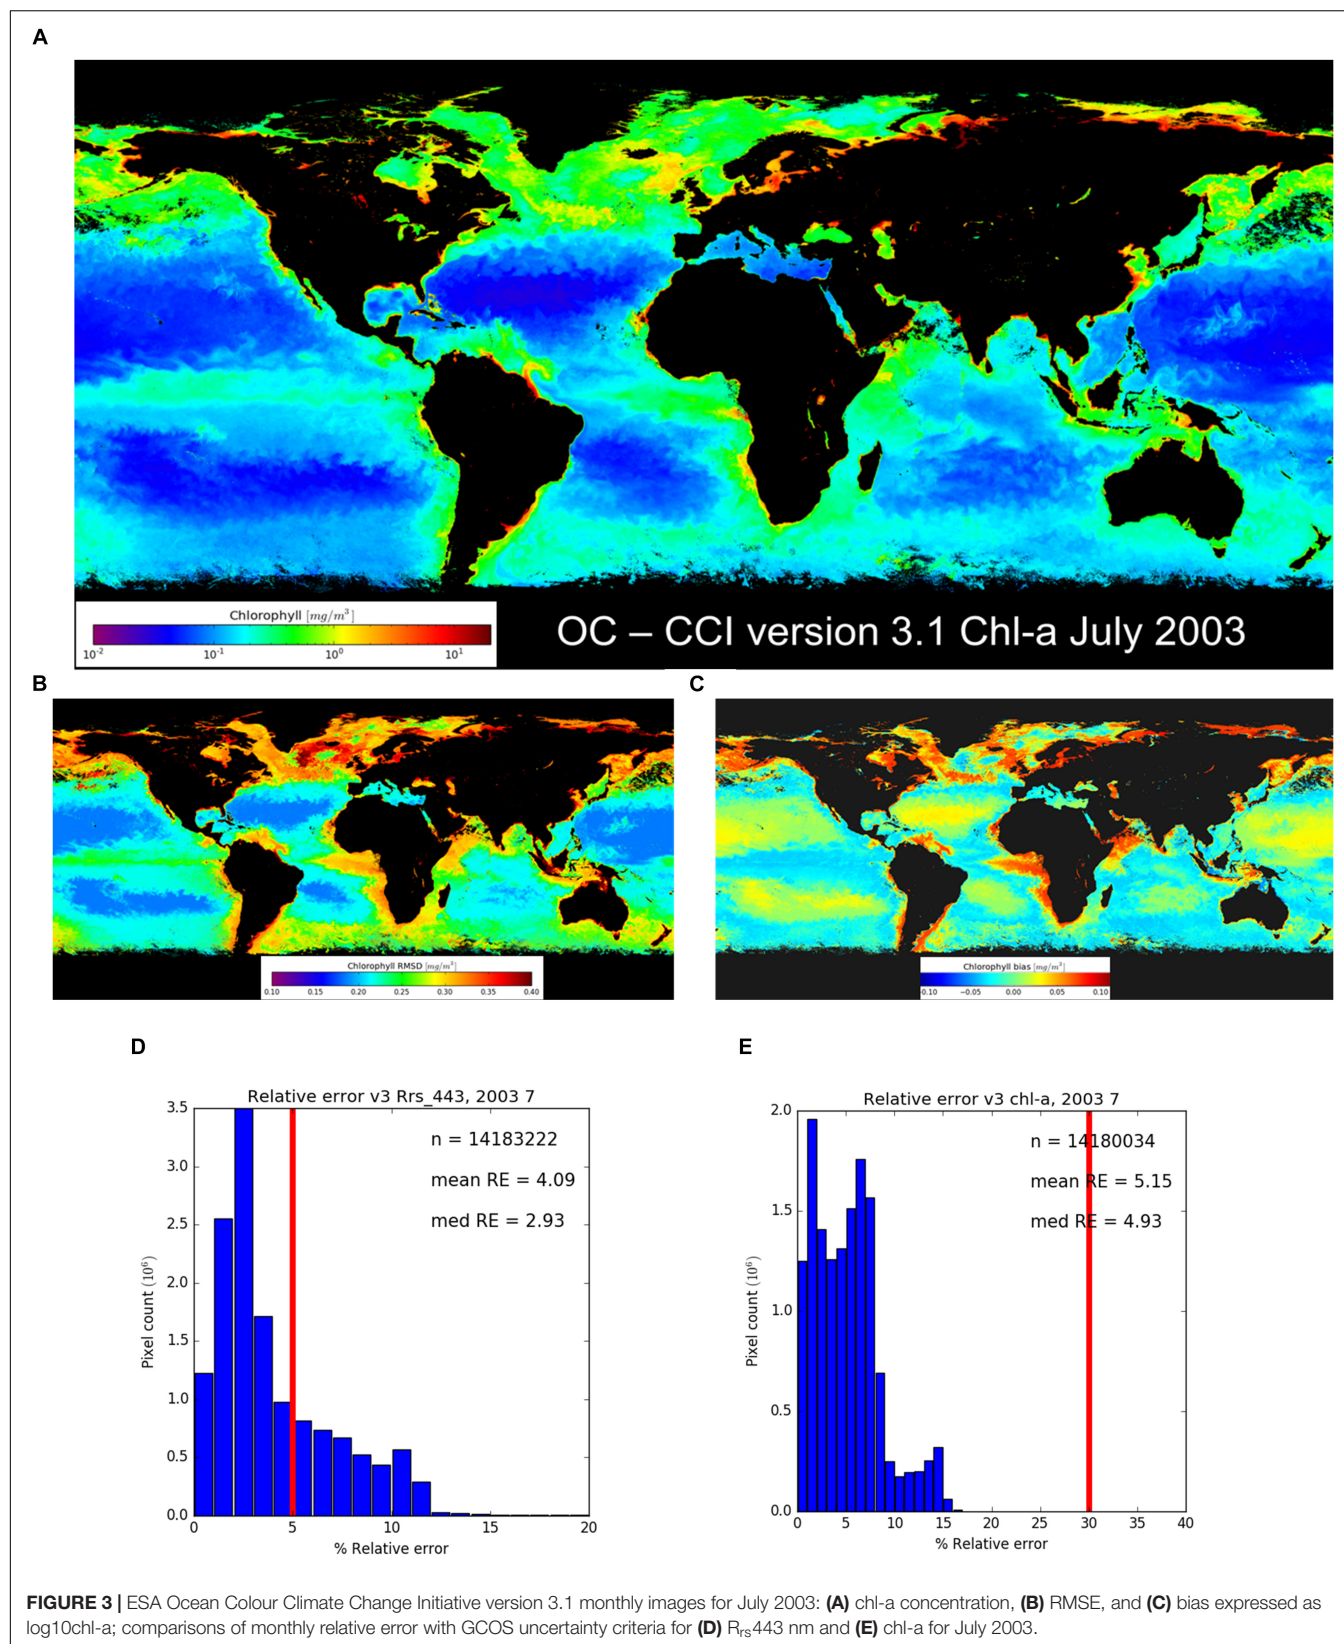 A
Chlorophyll [mg/m³]
10⁻² 10⁻¹ 10⁰ 10¹
OC – CCI version 3.1 Chl-a July 2003
B
Chlorophyll RMSD [mg/m³]
0.10 0.15 0.20 0.25 0.30 0.35 0.40
C
Chlorophyll bias [mg/m³]
0.10 −0.05 0.00 0.05 0.10
D
Relative error v3 Rrs_443, 2003 7
n = 14183222
mean RE = 4.09
med RE = 2.93
Pixel count (10⁶)
3.5
3.0
2.5
2.0
1.5
1.0
0.5
0.0
0 5 10 15 20
% Relative error
E
Relative error v3 chl-a, 2003 7
n = 14180034
mean RE = 5.15
med RE = 4.93
Pixel count (10⁶)
2.0
1.5
1.0
0.5
0.0
0 5 10 15 20 25 30 35 40
% Relative error
FIGURE 3 | ESA Ocean Colour Climate Change Initiative version 3.1 monthly images for July 2003: (A) chl-a concentration, (B) RMSE, and (C) bias expressed as
log10chl-a; comparisons of monthly relative error with GCOS uncertainty criteria for (D) Rrs443 nm and (E) chl-a for July 2003.